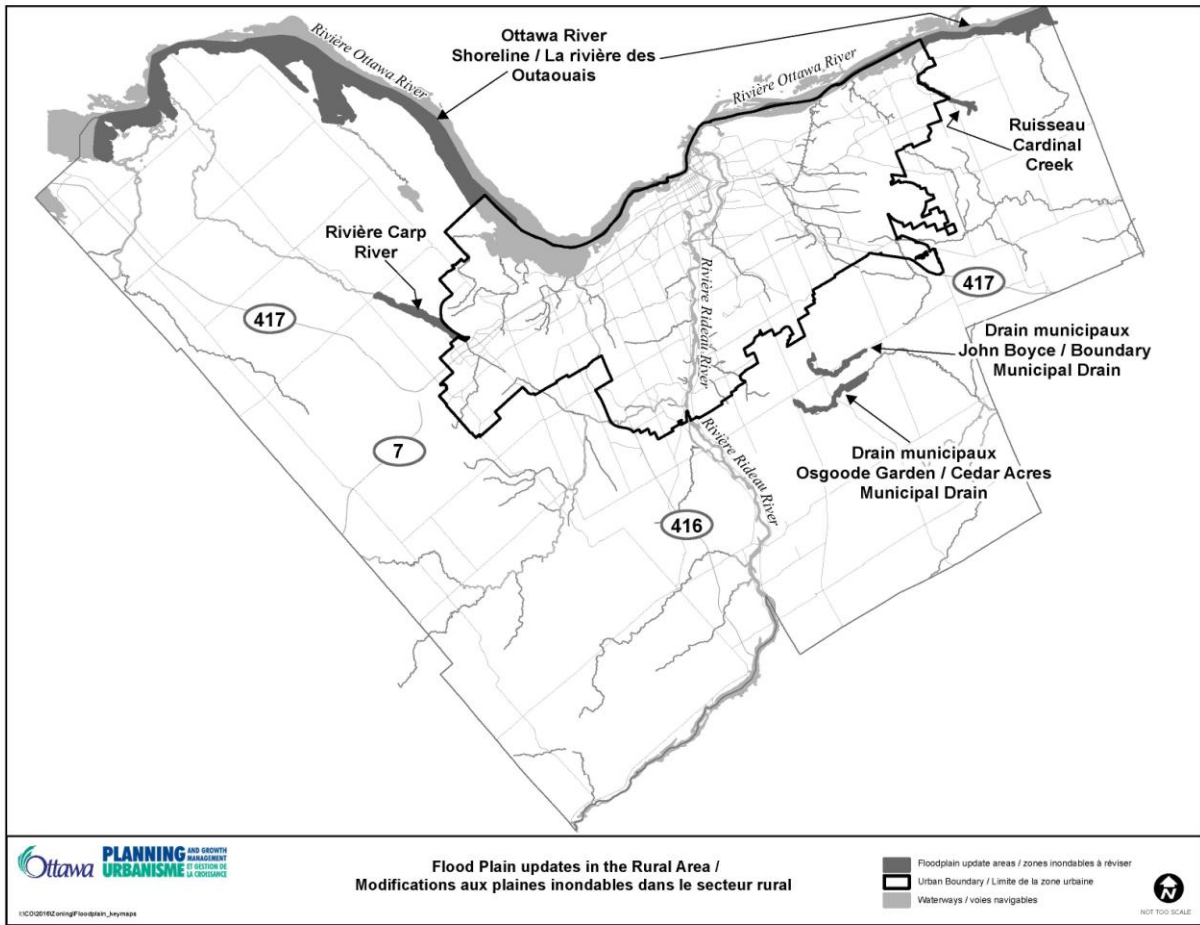 Ottawa River
Shoreline / La rivière des
Outaouais
Rivière Ottawa River
Rivière Ottawa River
Ruisseau
Cardinal
Creek
Rivière Carp
River
417
417
Rivière Rideau River
Drain municipaux
John Boyce / Boundary
Municipal Drain
7
Drain municipaux
Osgoode Garden / Cedar Acres
Municipal Drain
Rivière Rideau River
416
Ottawa
PLANNING AND GROWTH MANAGEMENT
URBANISME ET GESTION DE LA CROISSANCE
Flood Plain updates in the Rural Area /
Modifications aux plaines inondables dans le secteur rural
Floodplain update areas / zones inondables à réviser
Urban Boundary / Limite de la zone urbaine
Waterways / voies navigables
N
NOT TOO SCALE
I:\CO\2016\Zoning\Floodplain_keymaps